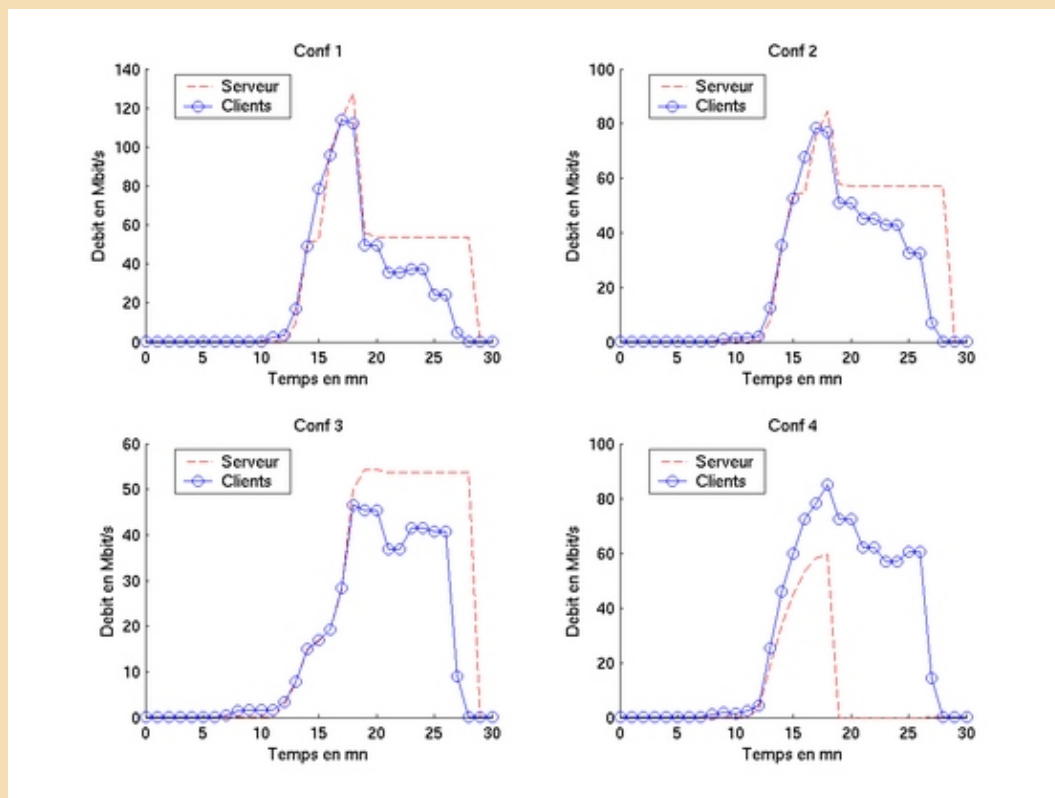 Conf 1
140
120
100
80
60
40
20
0
Debit en Mbit/s
Serveur
Clients
0 5 10 15 20 25 30
Temps en mn
Conf 2
100
80
60
40
20
0
Debit en Mbit/s
Serveur
Clients
0 5 10 15 20 25 30
Temps en mn
Conf 3
60
50
40
30
20
10
0
Debit en Mbit/s
Serveur
Clients
0 5 10 15 20 25 30
Temps en mn
Conf 4
100
80
60
40
20
0
Debit en Mbit/s
Serveur
Clients
0 5 10 15 20 25 30
Temps en mn